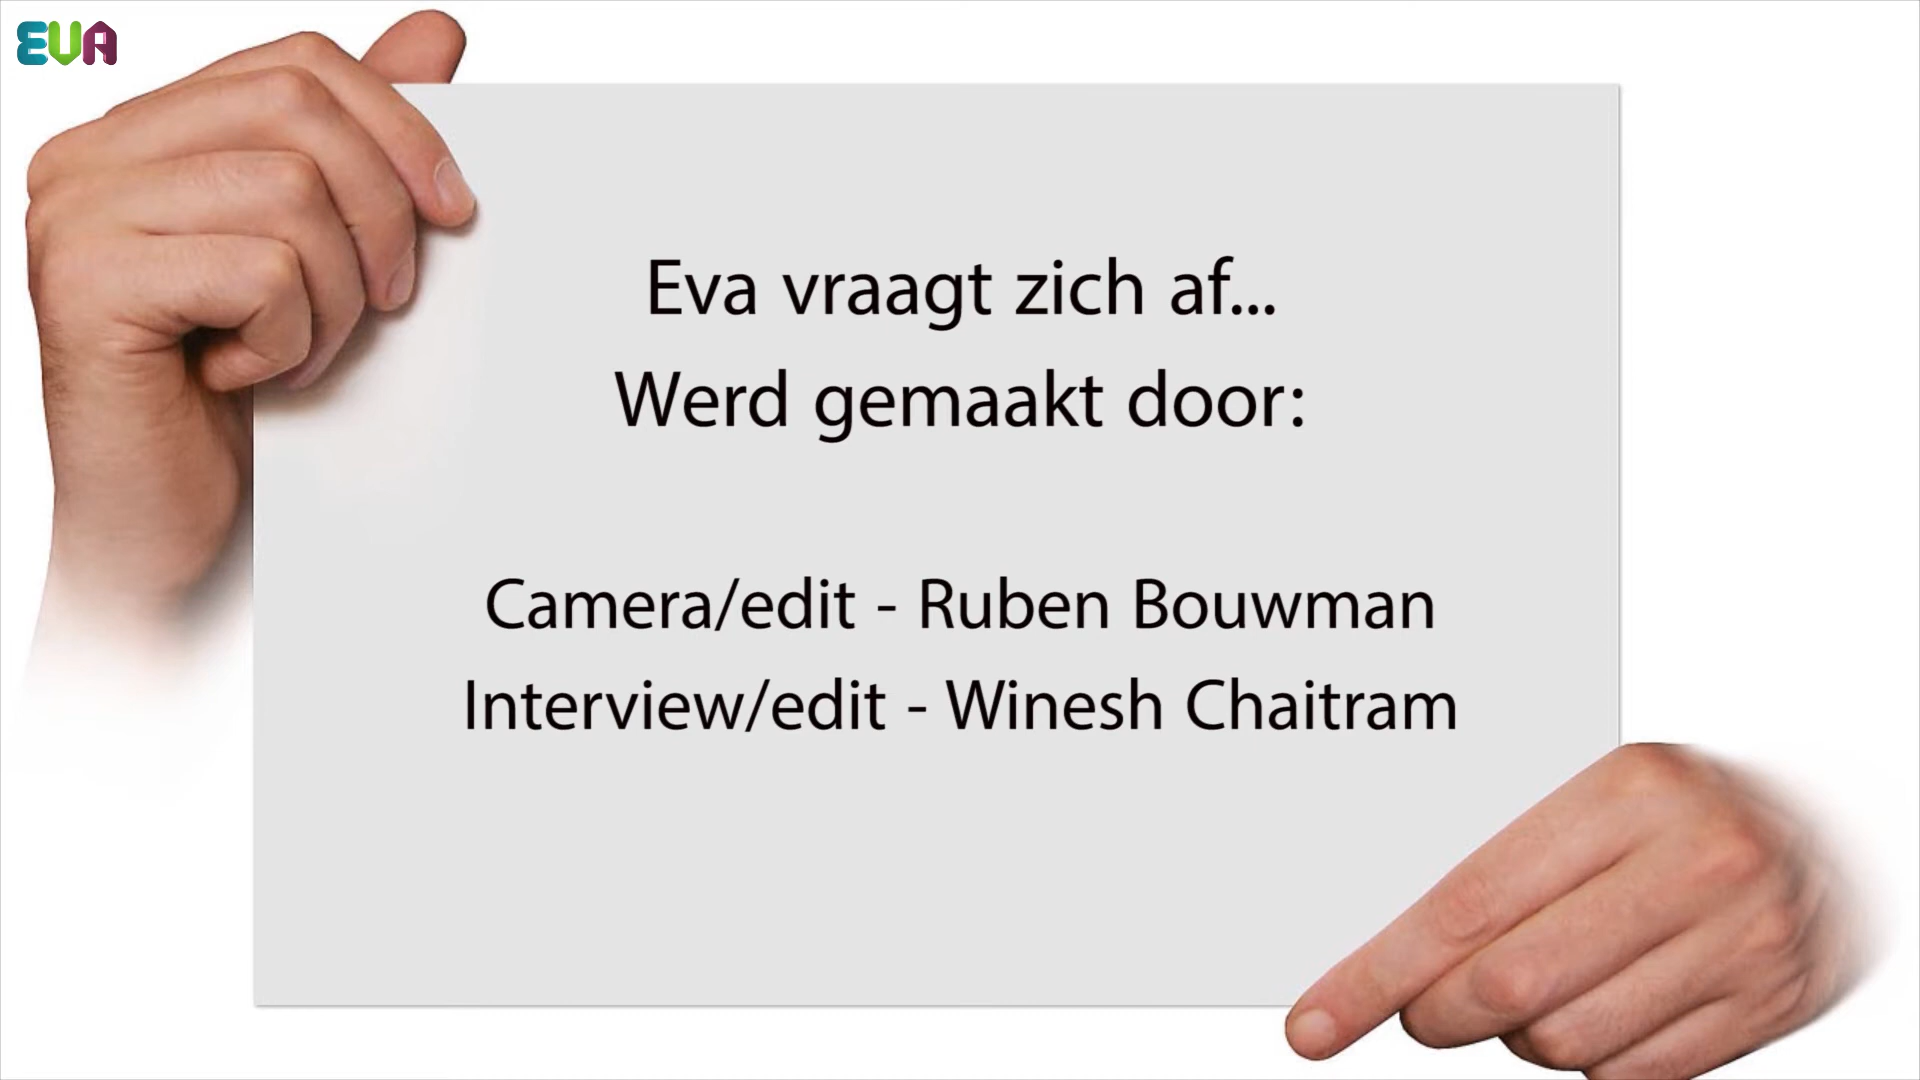 EVA
Eva vraagt zich af...
Werd gemaakt door:
Camera/edit - Ruben Bouwman
Interview/edit - Winesh Chaitram